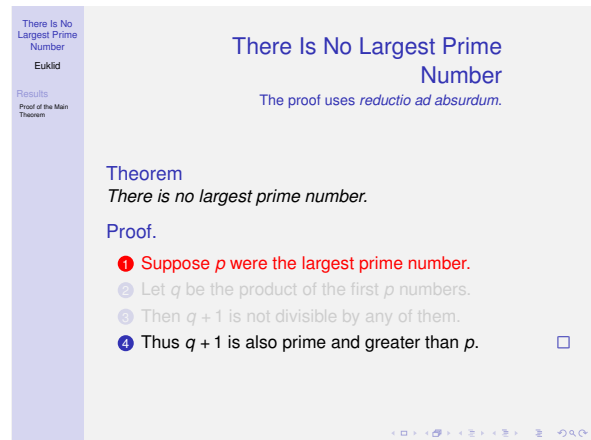 There Is No
Largest Prime
Number
Euklid
Results
Proof of the Main
Theorem
There Is No Largest Prime
Number
The proof uses reductio ad absurdum.
Theorem
There is no largest prime number.
Proof.
1 Suppose p were the largest prime number.
2 Let q be the product of the first p numbers.
3 Then q + 1 is not divisible by any of them.
4 Thus q + 1 is also prime and greater than p.